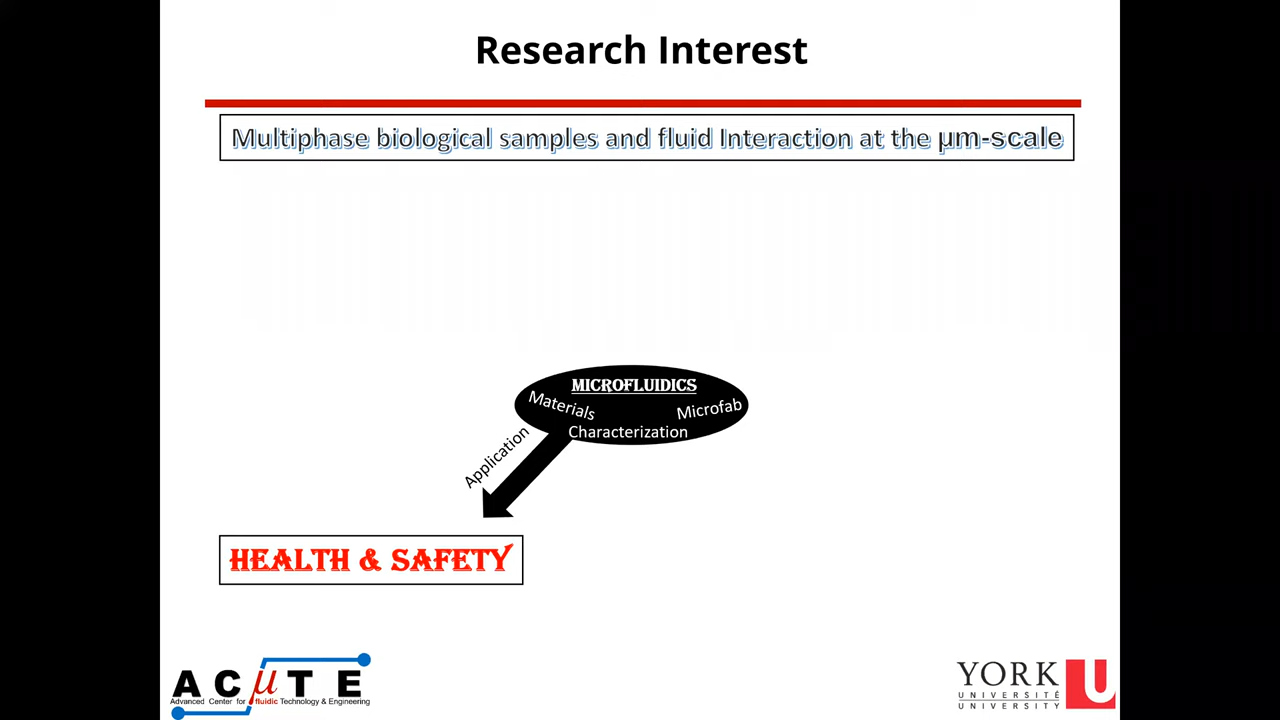 Research Interest
Multiphase biological samples and fluid Interaction at the µm-scale
MICROFLUIDICS
Materials
Microfab
Characterization
Application
HEALTH & SAFETY
ACµTE
Advanced Center for µfluidic Technology & Engineering
YORK U
UNIVERSITÉ
UNIVERSITY